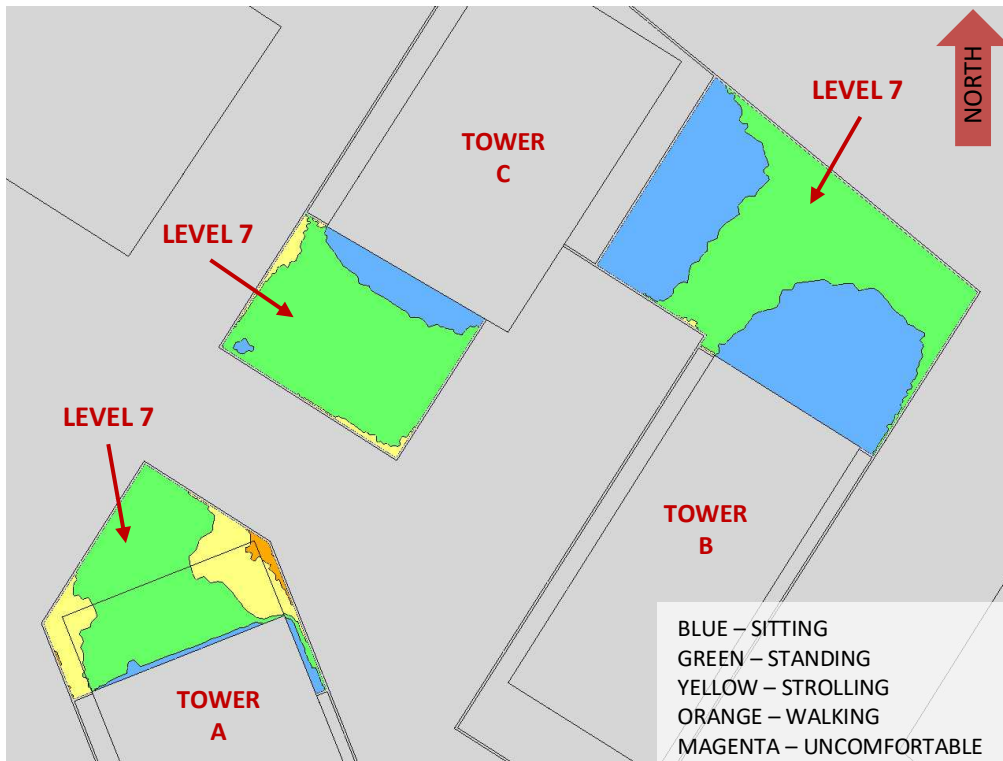 NORTH
LEVEL 7
TOWER
C
LEVEL 7
LEVEL 7
TOWER
B
TOWER
A
BLUE – SITTING
GREEN – STANDING
YELLOW – STROLLING
ORANGE – WALKING
MAGENTA – UNCOMFORTABLE